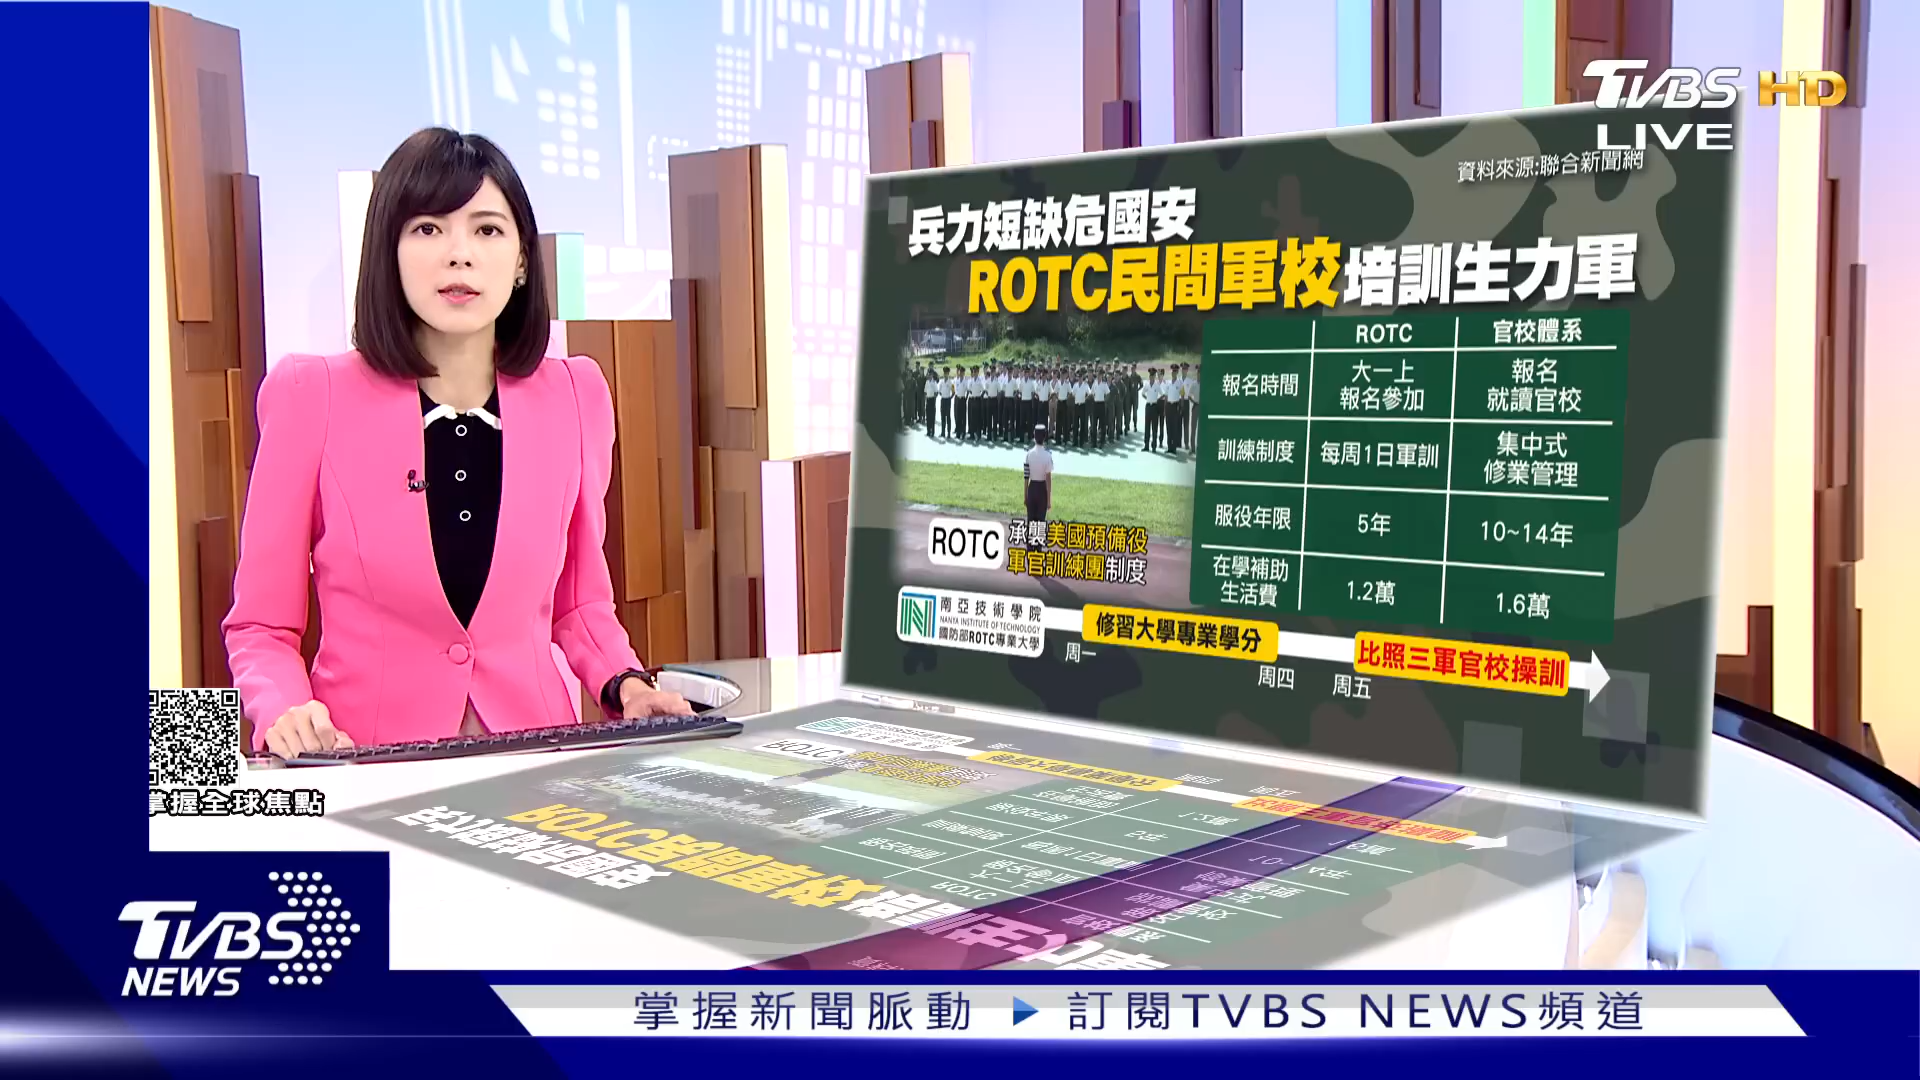 TVBS HD
LIVE
資料來源:聯合新聞網
兵力短缺危國安
ROTC民間軍校培訓生力軍
ROTC 官校體系
報名時間 大一上報名參加 報名就讀官校
訓練制度 每周1日軍訓 集中式修業管理
服役年限 5年 10~14年
在學補助生活費 1.2萬 1.6萬
ROTC 承襲美國預備役
軍官訓練團制度
南亞技術學院
NANYA INSTITUTE OF TECHNOLOGY
國防部ROTC專業大學
修習大學專業學分
比照三軍官校操訓
周一
周四
周五
掌握全球焦點
TVBS
NEWS
掌握新聞脈動 訂閱TVBS NEWS頻道